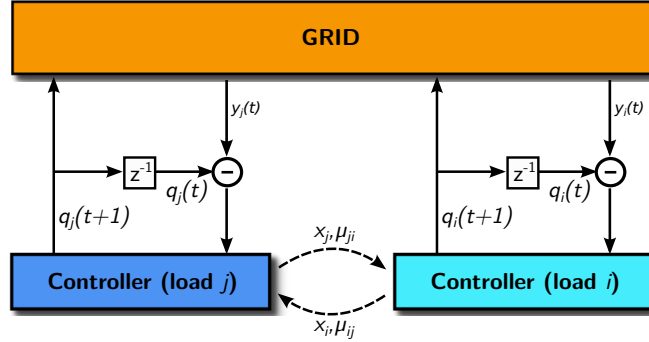 GRID
y_j(t)
y_i(t)
z⁻¹
z⁻¹
q_j(t)
q_i(t)
q_j(t+1)
q_i(t+1)
x_j,μ_ji
Controller (load j)
Controller (load i)
x_i,μ_ij